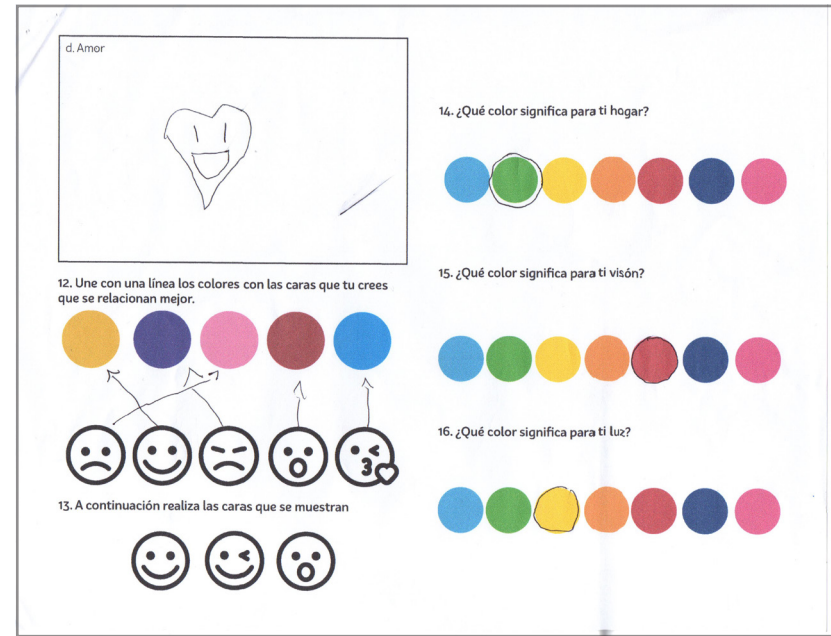 d. Amor
12. Une con una línea los colores con las caras que tu crees
que se relacionan mejor.
13. A continuación realiza las caras que se muestran
14. ¿Qué color significa para ti hogar?
15. ¿Qué color significa para ti visón?
16. ¿Qué color significa para ti luz?